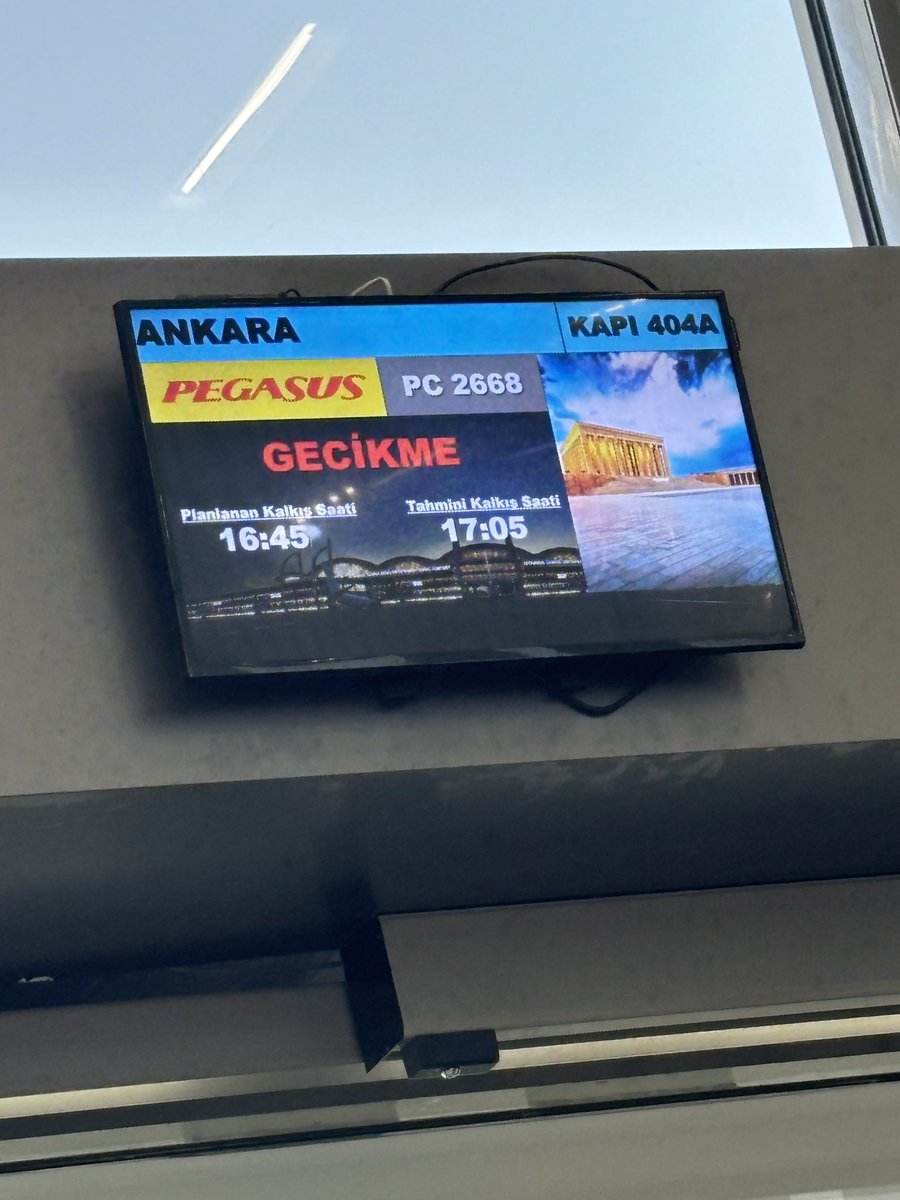 ANKARA KAPI 404A
PEGASUS PC 2668
GECİKME
Planlanan Kalkış Saati Tahmini Kalkış Saati
16:45 17:05